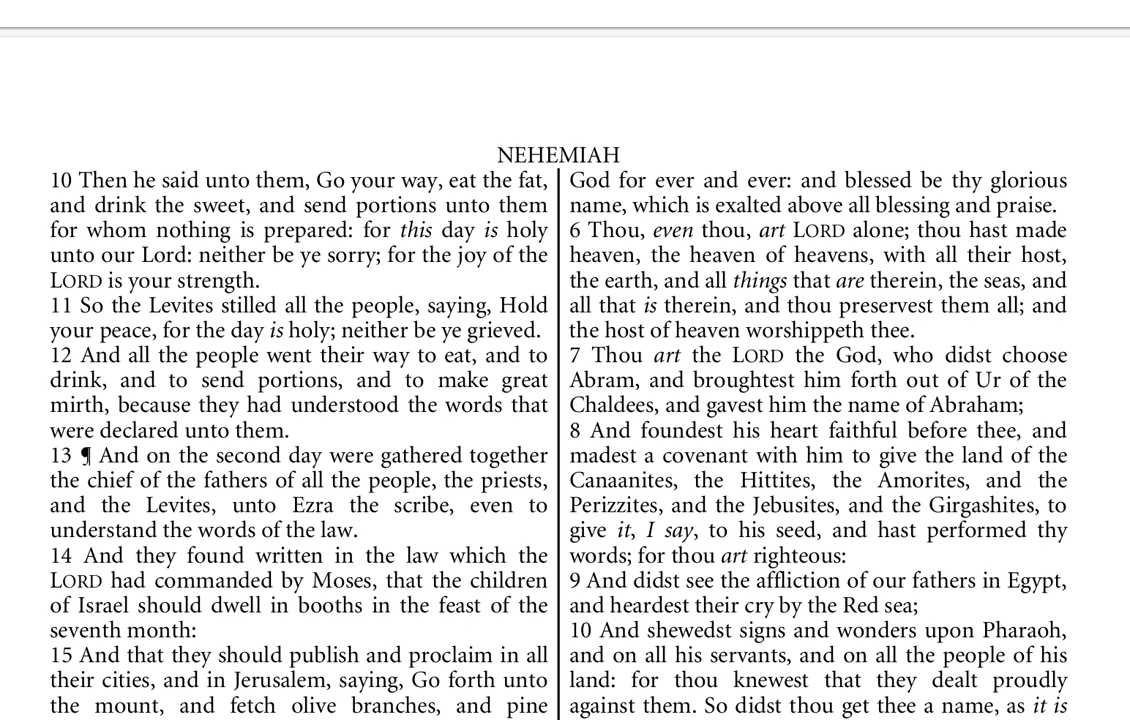 NEHEMIAH
10 Then he said unto them, Go your way, eat the fat,
and drink the sweet, and send portions unto them
for whom nothing is prepared: for this day is holy
unto our Lord: neither be ye sorry; for the joy of the
LORD is your strength.
11 So the Levites stilled all the people, saying, Hold
your peace, for the day is holy; neither be ye grieved.
12 And all the people went their way to eat, and to
drink, and to send portions, and to make great
mirth, because they had understood the words that
were declared unto them.
13 ¶ And on the second day were gathered together
the chief of the fathers of all the people, the priests,
and the Levites, unto Ezra the scribe, even to
understand the words of the law.
14 And they found written in the law which the
LORD had commanded by Moses, that the children
of Israel should dwell in booths in the feast of the
seventh month:
15 And that they should publish and proclaim in all
their cities, and in Jerusalem, saying, Go forth unto
the mount, and fetch olive branches, and pine
God for ever and ever: and blessed be thy glorious
name, which is exalted above all blessing and praise.
6 Thou, even thou, art LORD alone; thou hast made
heaven, the heaven of heavens, with all their host,
the earth, and all things that are therein, the seas, and
all that is therein, and thou preservest them all; and
the host of heaven worshippeth thee.
7 Thou art the LORD the God, who didst choose
Abram, and broughtest him forth out of Ur of the
Chaldees, and gavest him the name of Abraham;
8 And foundest his heart faithful before thee, and
madest a covenant with him to give the land of the
Canaanites, the Hittites, the Amorites, and the
Perizzites, and the Jebusites, and the Girgashites, to
give it, I say, to his seed, and hast performed thy
words; for thou art righteous:
9 And didst see the affliction of our fathers in Egypt,
and heardest their cry by the Red sea;
10 And shewedst signs and wonders upon Pharaoh,
and on all his servants, and on all the people of his
land: for thou knewest that they dealt proudly
against them. So didst thou get thee a name, as it is